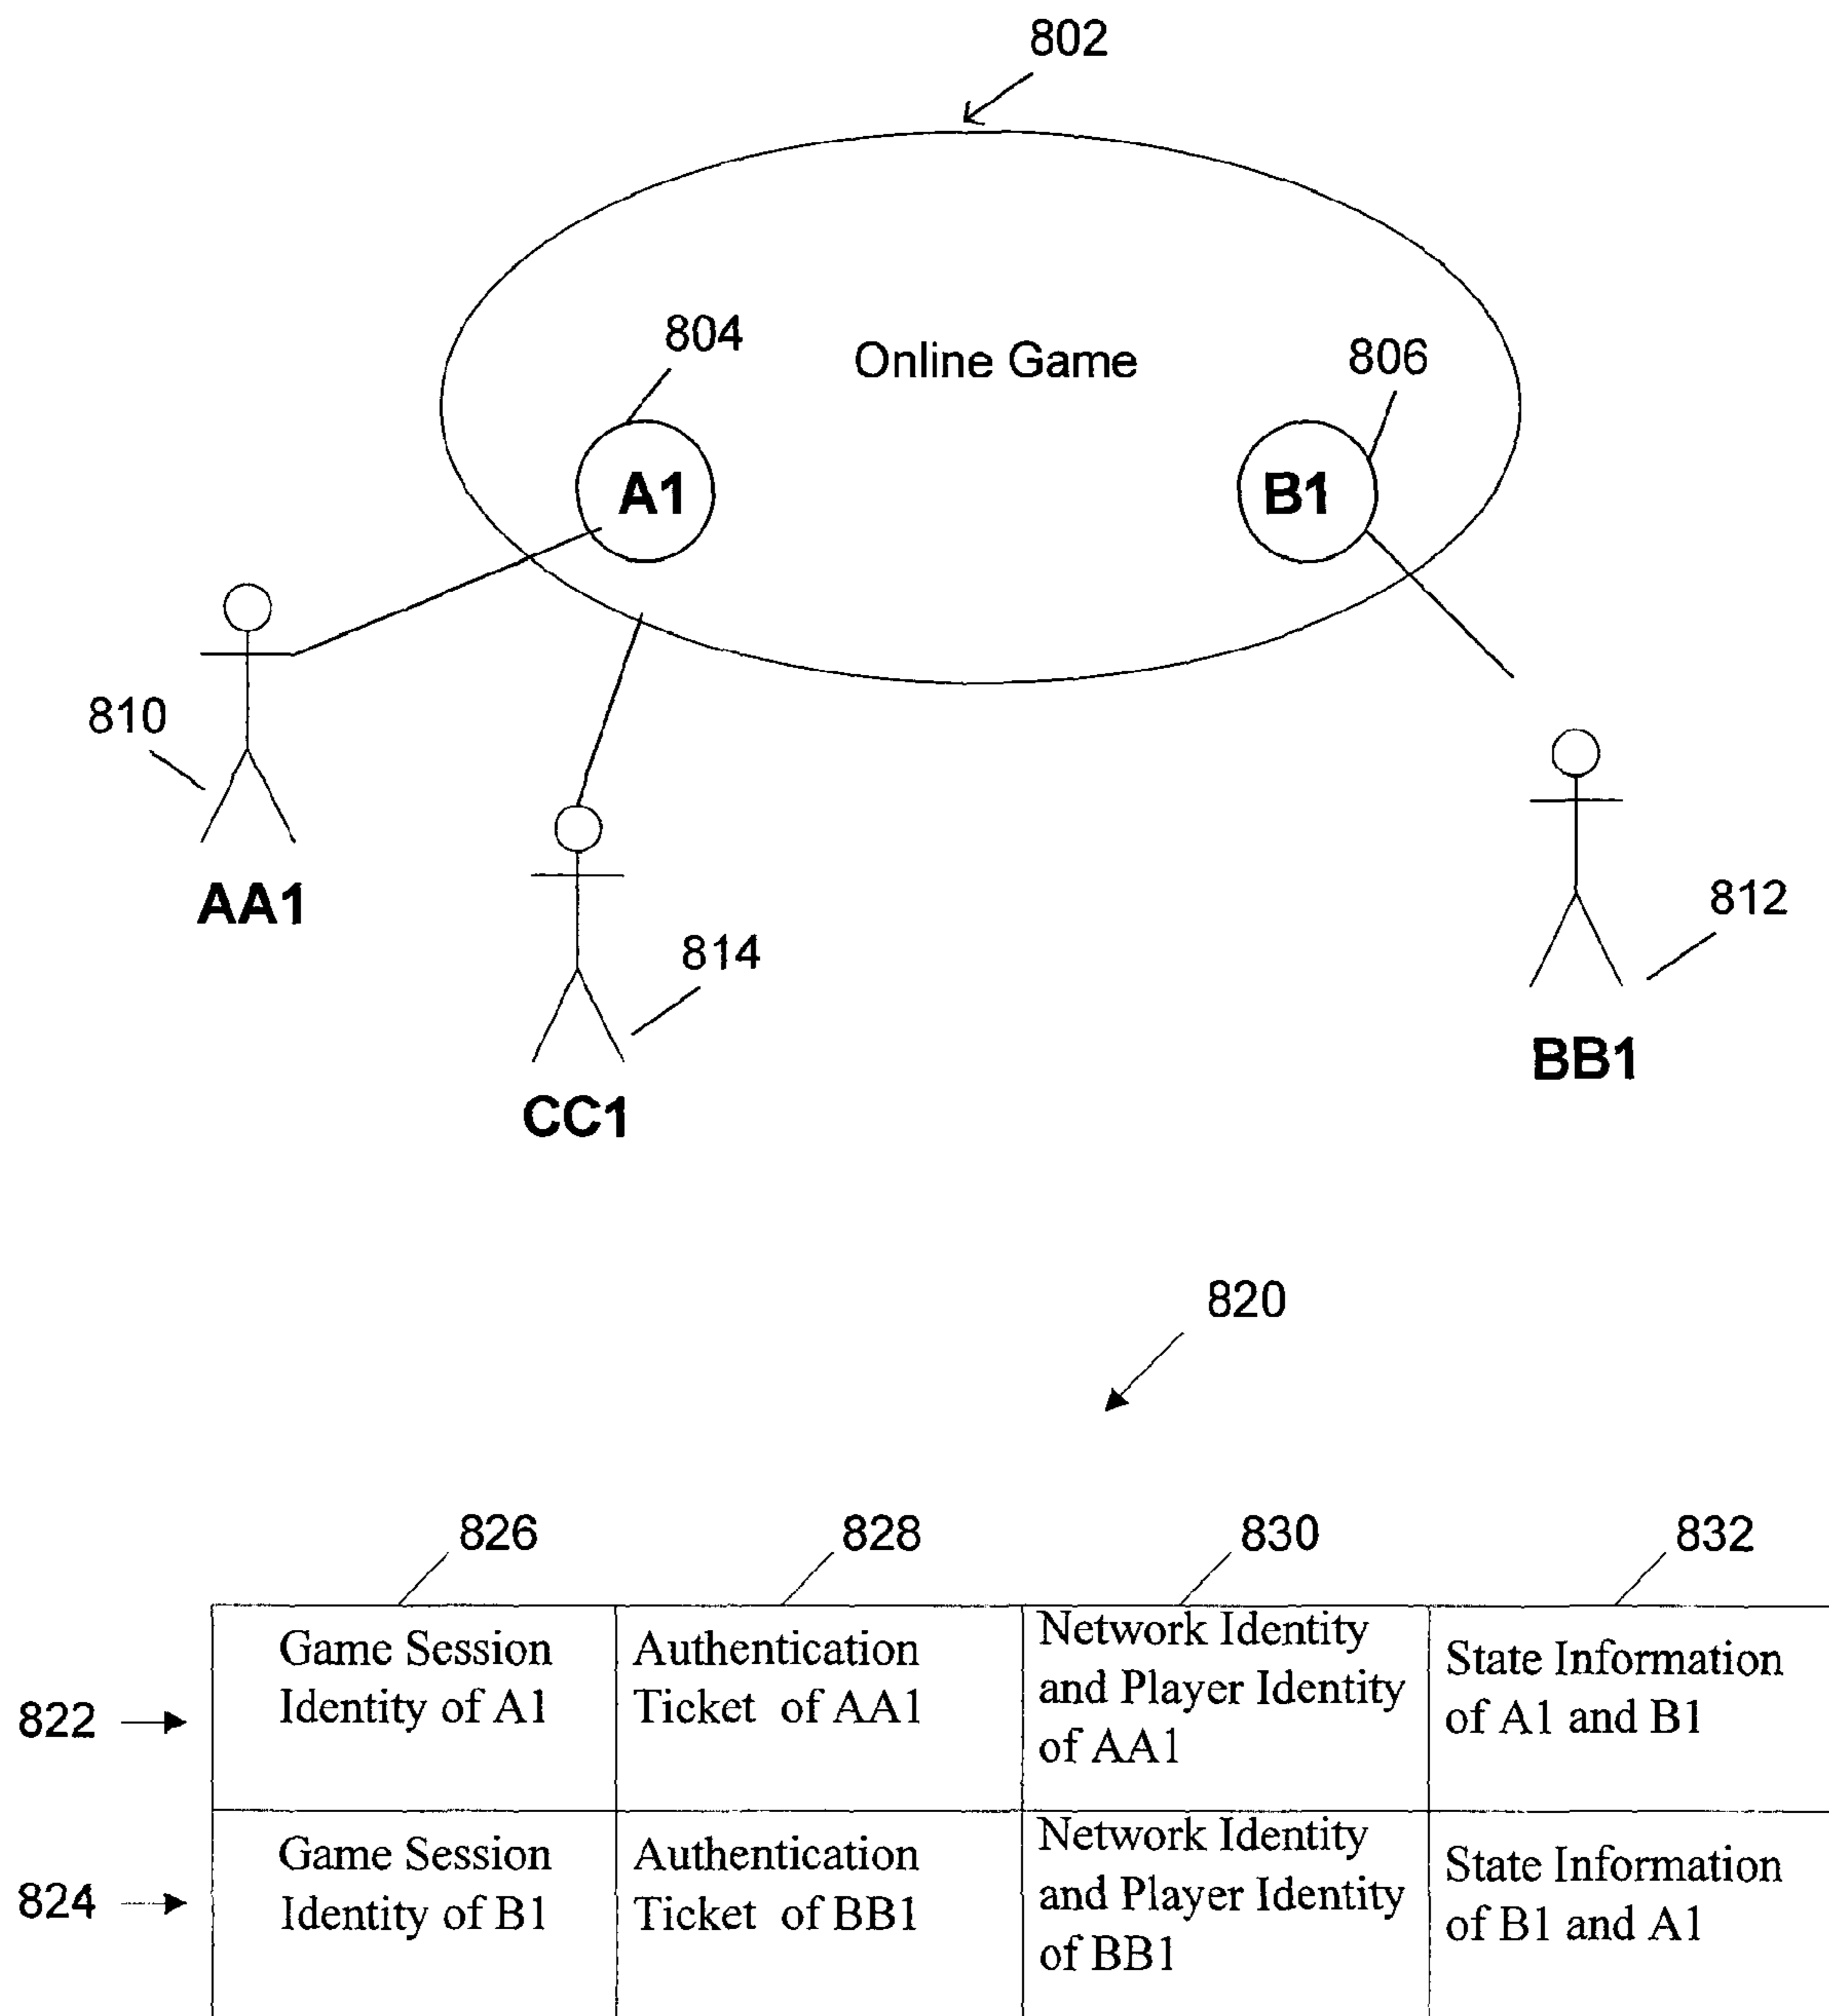 802
804
Online Game
806
A1
B1
810
AA1
812
814
BB1
CC1
820
826
828
830
832
Game Session
Identity of A1
Authentication
Ticket of AA1
Network Identity
and Player Identity
of AA1
State Information
of A1 and B1
822
Game Session
Identity of B1
Authentication
Ticket of BB1
Network Identity
and Player Identity
of BB1
State Information
of B1 and A1
824